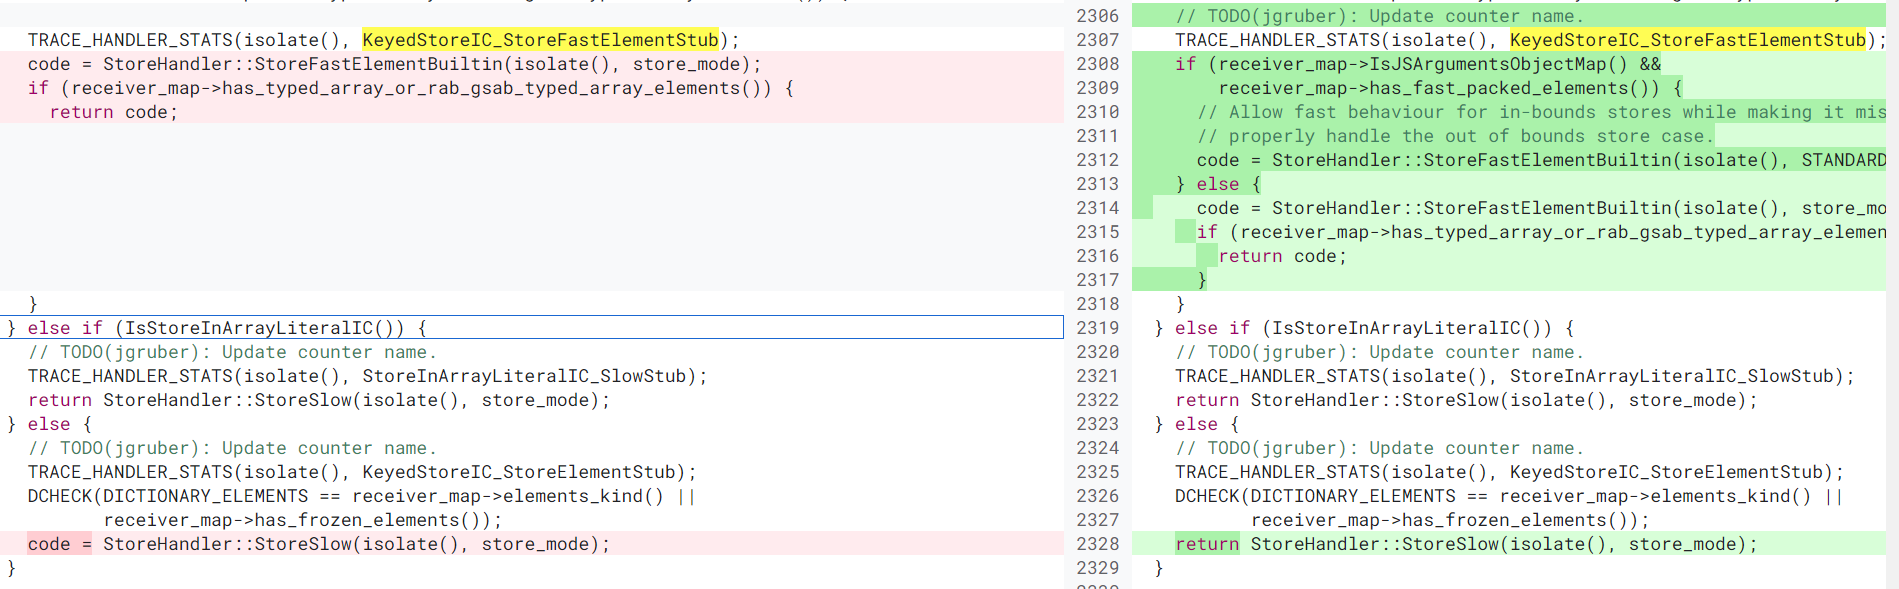 TRACE_HANDLER_STATS(isolate(), KeyedStoreIC_StoreFastElementStub);
code = StoreHandler::StoreFastElementBuiltin(isolate(), store_mode);
if (receiver_map->has_typed_array_or_rab_gsab_typed_array_elements()) {
return code;
}
} else if (IsStoreInArrayLiteralIC()) {
// TODO(jgruber): Update counter name.
TRACE_HANDLER_STATS(isolate(), StoreInArrayLiteralIC_SlowStub);
return StoreHandler::StoreSlow(isolate(), store_mode);
} else {
// TODO(jgruber): Update counter name.
TRACE_HANDLER_STATS(isolate(), KeyedStoreIC_StoreElementStub);
DCHECK(DICTIONARY_ELEMENTS == receiver_map->elements_kind() ||
receiver_map->has_frozen_elements());
code = StoreHandler::StoreSlow(isolate(), store_mode);
}
2306 // TODO(jgruber): Update counter name.
2307 TRACE_HANDLER_STATS(isolate(), KeyedStoreIC_StoreFastElementStub);
2308 if (receiver_map->IsJSArgumentsObjectMap() &&
2309 receiver_map->has_fast_packed_elements()) {
2310 // Allow fast behaviour for in-bounds stores while making it mis
2311 // properly handle the out of bounds store case.
2312 code = StoreHandler::StoreFastElementBuiltin(isolate(), STANDARD
2313 } else {
2314 code = StoreHandler::StoreFastElementBuiltin(isolate(), store_mo
2315 if (receiver_map->has_typed_array_or_rab_gsab_typed_array_elemen
2316 return code;
2317 }
2318 }
2319 } else if (IsStoreInArrayLiteralIC()) {
2320 // TODO(jgruber): Update counter name.
2321 TRACE_HANDLER_STATS(isolate(), StoreInArrayLiteralIC_SlowStub);
2322 return StoreHandler::StoreSlow(isolate(), store_mode);
2323 } else {
2324 // TODO(jgruber): Update counter name.
2325 TRACE_HANDLER_STATS(isolate(), KeyedStoreIC_StoreElementStub);
2326 DCHECK(DICTIONARY_ELEMENTS == receiver_map->elements_kind() ||
2327 receiver_map->has_frozen_elements());
2328 return StoreHandler::StoreSlow(isolate(), store_mode);
2329 }